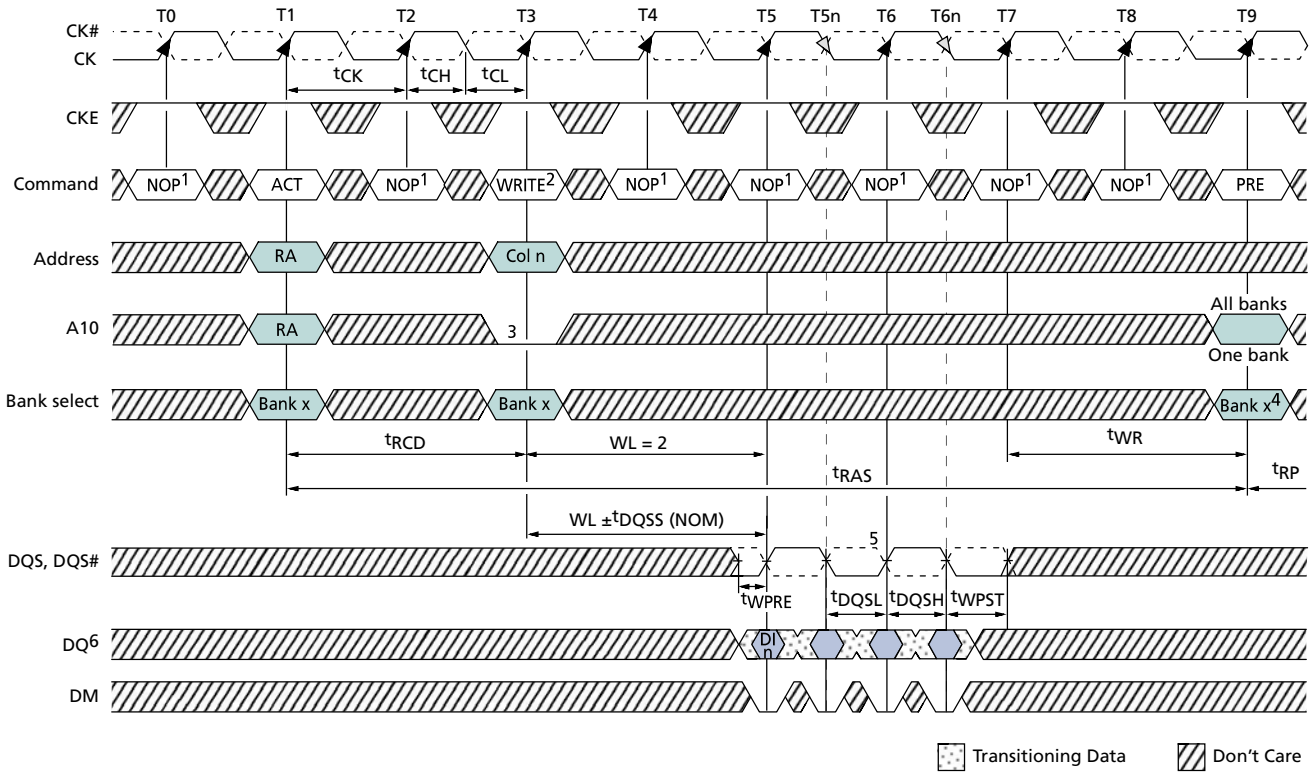 T0 T1 T2 T3 T4 T5 T5n T6 T6n T7 T8 T9
CK#
CK
tCK tCH tCL
CKE
Command NOP1 ACT NOP1 WRITE2 NOP1 NOP1 NOP1 NOP1 NOP1 PRE
Address RA Col n
All banks
A10 RA 3
One bank
Bank select Bank x Bank x Bank x4
tRCD WL = 2 tWR
tRAS tRP
WL ±tDQSS (NOM)
5
DQS, DQS#
tWPRE tDQSL tDQSH tWPST
DQ6 DI
n
DM
Transitioning Data Don't Care